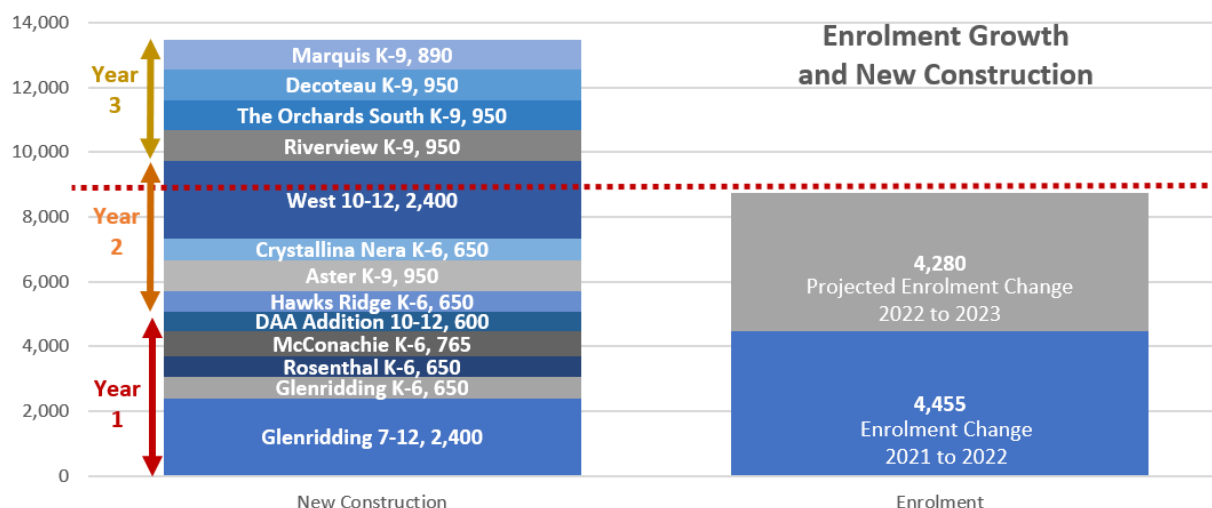 Enrolment Growth
and New Construction
14,000
12,000
10,000
8,000
6,000
4,000
2,000
0
Year
3
Year
2
Year
1
Marquis K-9, 890
Decoteau K-9, 950
The Orchards South K-9, 950
Riverview K-9, 950
West 10-12, 2,400
Crystallina Nera K-6, 650
Aster K-9, 950
Hawks Ridge K-6, 650
DAA Addition 10-12, 600
McConachie K-6, 765
Rosenthal K-6, 650
Glenridding K-6, 650
Glenridding 7-12, 2,400
4,280
Projected Enrolment Change
2022 to 2023
4,455
Enrolment Change
2021 to 2022
New Construction
Enrolment